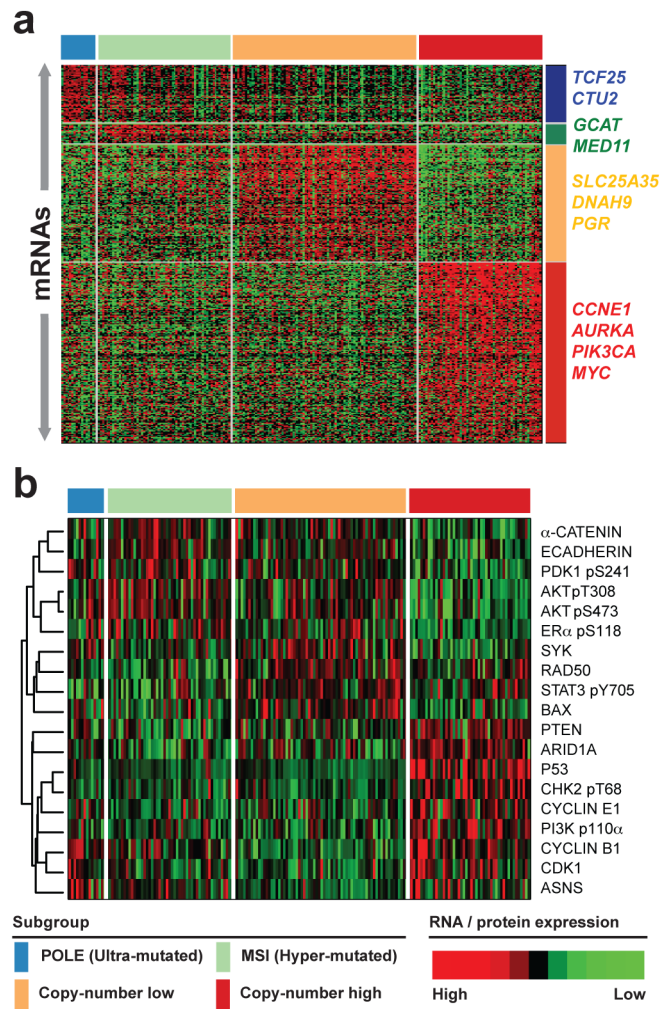 a
mRNAs
TCF25
CTU2
GCAT
MED11
SLC25A35
DNAH9
PGR
CCNE1
AURKA
PIK3CA
MYC
b
α-CATENIN
ECADHERIN
PDK1 pS241
AKTpT308
AKT pS473
ERα pS118
SYK
RAD50
STAT3 pY705
BAX
PTEN
ARID1A
P53
CHK2 pT68
CYCLIN E1
PI3K p110α
CYCLIN B1
CDK1
ASNS
Subgroup
POLE (Ultra-mutated)
MSI (Hyper-mutated)
Copy-number low
Copy-number high
RNA / protein expression
High
Low